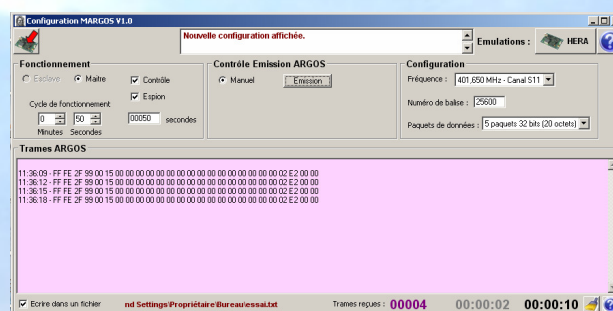 Configuration MARGOS V1.0
Nouvelle configuration affichée.
Emulations :
HERA
Fonctionnement
Esclave
Maitre
Contrôle
Espion
Cycle de fonctionnement
0
50
00050
secondes
Minutes
Secondes
Contrôle Emission ARGOS
Manuel
Emission
Configuration
Fréquence :
401,650 MHz - Canal S11
Numéro de balise :
25600
Paquets de données :
5 paquets 32 bits (20 octets)
Trames ARGOS
11:36:09 - FF FE 2F 99 00 15 00 00 00 00 00 00 00 00 00 00 00 00 00 00 00 02 E2 00 00
11:36:12 - FF FE 2F 99 00 15 00 00 00 00 00 00 00 00 00 00 00 00 00 00 00 02 E2 00 00
11:36:15 - FF FE 2F 99 00 15 00 00 00 00 00 00 00 00 00 00 00 00 00 00 00 02 E2 00 00
11:36:18 - FF FE 2F 99 00 15 00 00 00 00 00 00 00 00 00 00 00 00 00 00 00 02 E2 00 00
Ecrire dans un fichier
nd Settings\Propriétaire\Bureau\essai.txt
Trames reçues :
00004
00:00:02
00:00:10